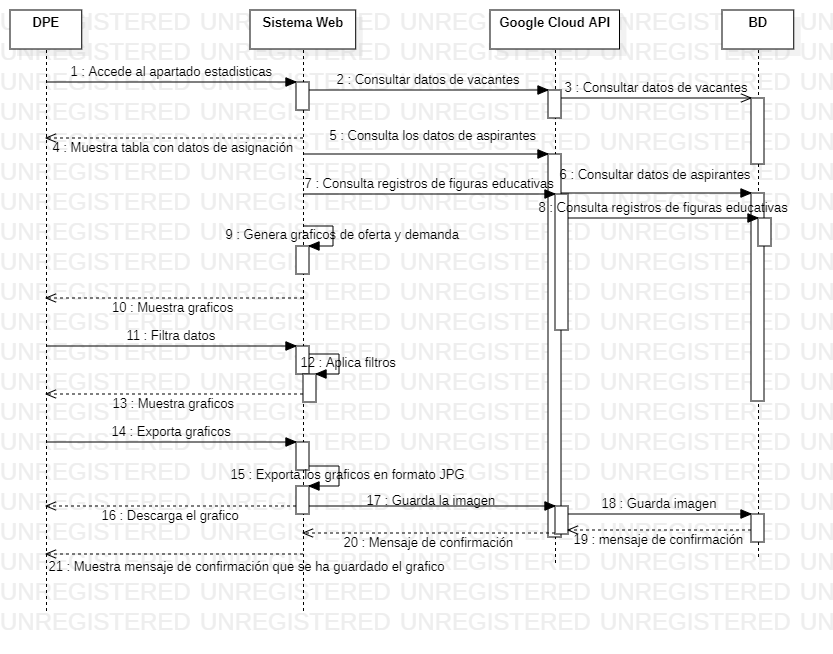 DPE
Sistema Web
Google Cloud API
BD
1 : Accede al apartado estadisticas
2 : Consultar datos de vacantes
3 : Consultar datos de vacantes
4 : Muestra tabla con datos de asignación
5 : Consulta los datos de aspirantes
6 : Consultar datos de aspirantes
7 : Consulta registros de figuras educativas
8 : Consulta registros de figuras educativas
9 : Genera graficos de oferta y demanda
10 : Muestra graficos
11 : Filtra datos
12 : Aplica filtros
13 : Muestra graficos
14 : Exporta graficos
15 : Exporta los graficos en formato JPG
16 : Descarga el grafico
17 : Guarda la imagen
18 : Guarda imagen
19 : mensaje de confirmación
20 : Mensaje de confirmación
21 : Muestra mensaje de confirmación que se ha guardado el grafico
UNREGISTERED